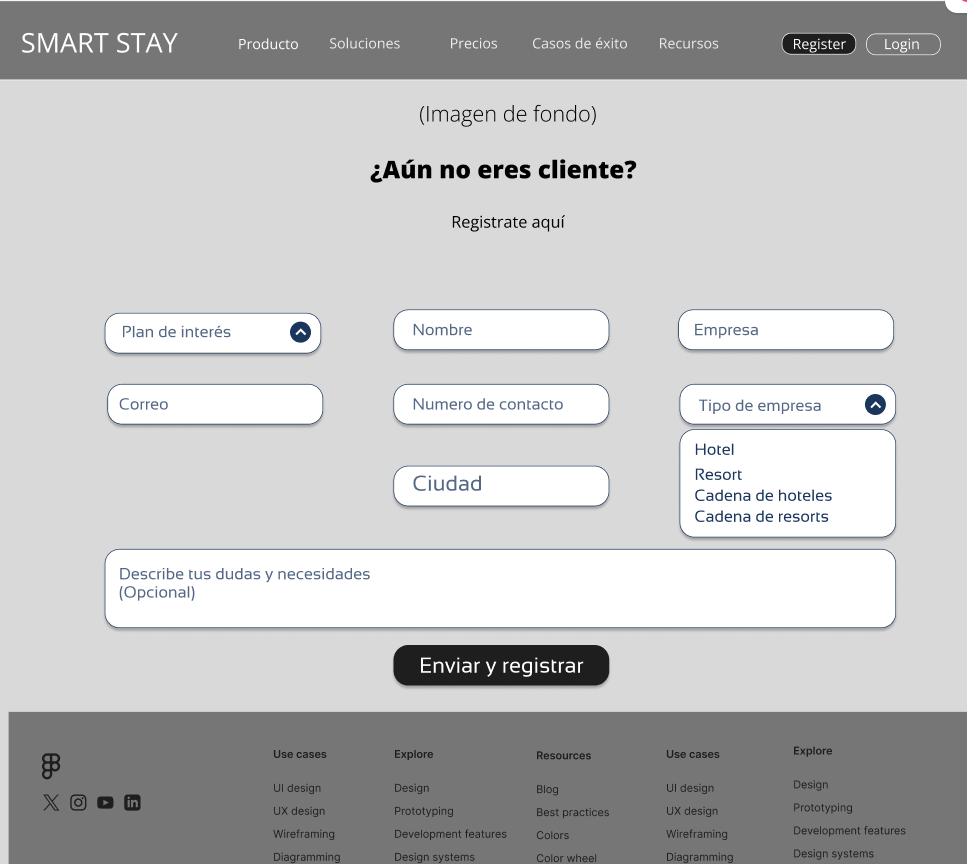 SMART STAY
Producto
Soluciones
Precios
Casos de éxito
Recursos
Register
Login
(Imagen de fondo)
¿Aún no eres cliente?
Registrate aquí
Plan de interés
Nombre
Empresa
Correo
Numero de contacto
Tipo de empresa
Hotel
Resort
Cadena de hoteles
Cadena de resorts
Ciudad
Describe tus dudas y necesidades
(Opcional)
Enviar y registrar
Use cases
UI design
UX design
Wireframing
Diagramming
Explore
Design
Prototyping
Development features
Design systems
Resources
Blog
Best practices
Colors
Color wheel
Use cases
UI design
UX design
Wireframing
Diagramming
Explore
Design
Prototyping
Development features
Design systems